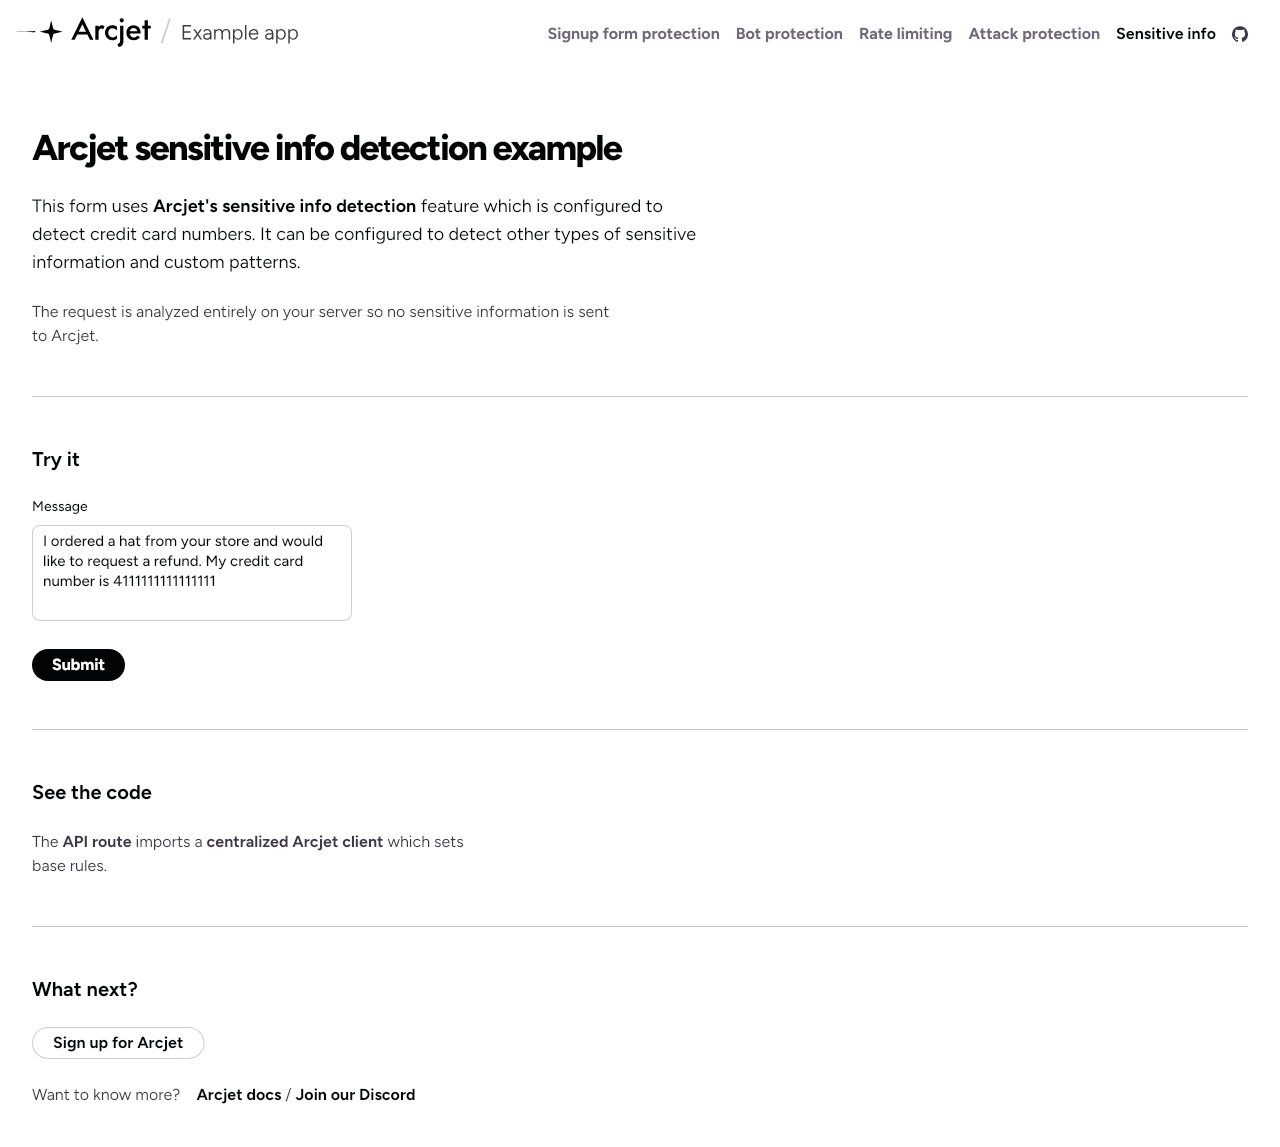 Arcjet / Example app
Signup form protection Bot protection Rate limiting Attack protection Sensitive info
Arcjet sensitive info detection example
This form uses Arcjet's sensitive info detection feature which is configured to
detect credit card numbers. It can be configured to detect other types of sensitive
information and custom patterns.
The request is analyzed entirely on your server so no sensitive information is sent
to Arcjet.
Try it
Message
I ordered a hat from your store and would
like to request a refund. My credit card
number is 4111111111111111
Submit
See the code
The API route imports a centralized Arcjet client which sets
base rules.
What next?
Sign up for Arcjet
Want to know more? Arcjet docs / Join our Discord